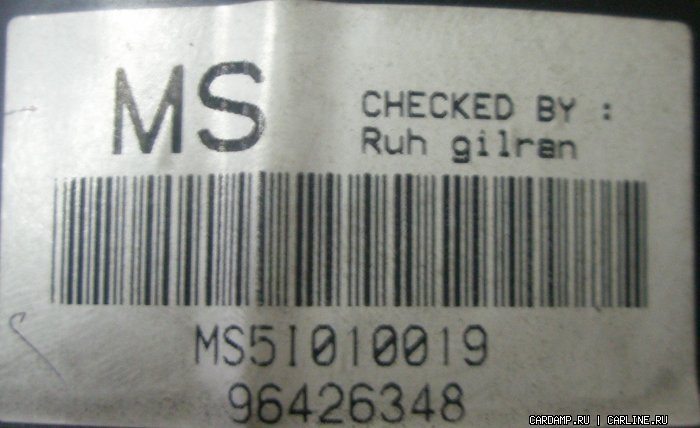 MS
CHECKED BY :
Ruh gilran
MS5I010019
96426348
CARDAMP.RU | CARLINE.RU